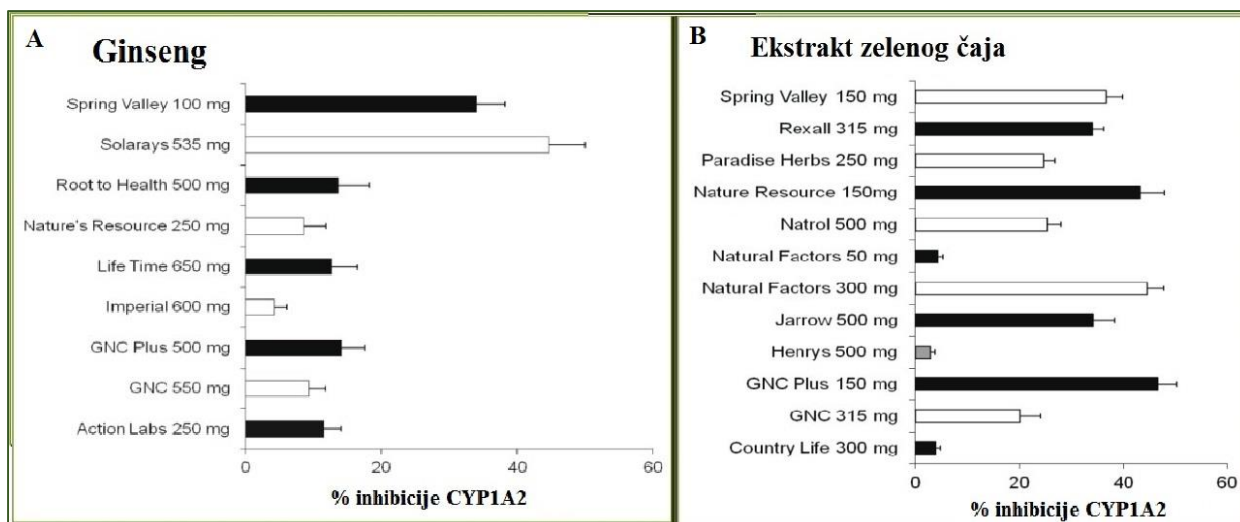 A
Ginseng
Spring Valley 100 mg
Solarays 535 mg
Root to Health 500 mg
Nature's Resource 250 mg
Life Time 650 mg
Imperial 600 mg
GNC Plus 500 mg
GNC 550 mg
Action Labs 250 mg
0 20 40 60
% inhibicije CYP1A2
B
Ekstrakt zelenog čaja
Spring Valley 150 mg
Rexall 315 mg
Paradise Herbs 250 mg
Nature Resource 150mg
Natrol 500 mg
Natural Factors 50 mg
Natural Factors 300 mg
Jarrow 500 mg
Henrys 500 mg
GNC Plus 150 mg
GNC 315 mg
Country Life 300 mg
0 20 40 60
% inhibicije CYP1A2